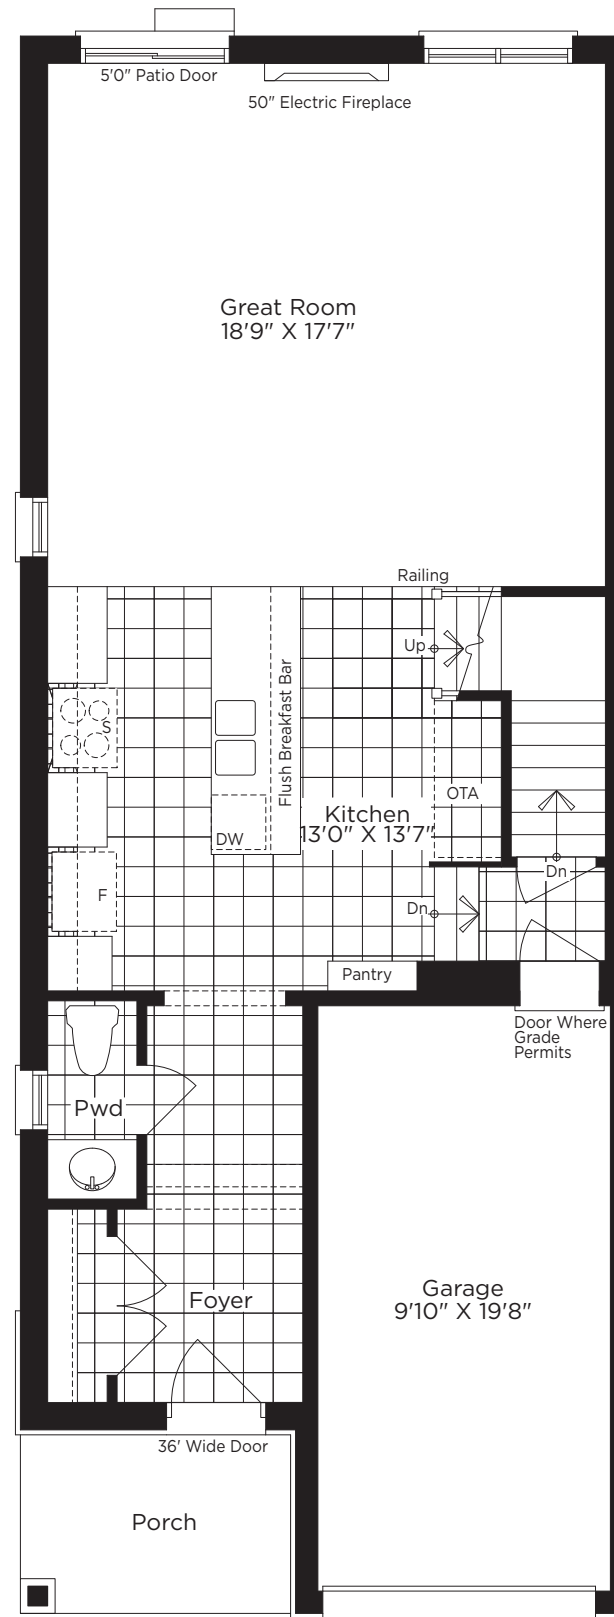 5'0" Patio Door
50" Electric Fireplace
Great Room
18'9" X 17'7"
Railing
Up
Flush Breakfast Bar
S
OTA
Kitchen
13'0" X 13'7"
DW
Dn
F
Dn
Pantry
Door Where
Grade
Permits
Pwd
Garage
9'10" X 19'8"
Foyer
36' Wide Door
Porch